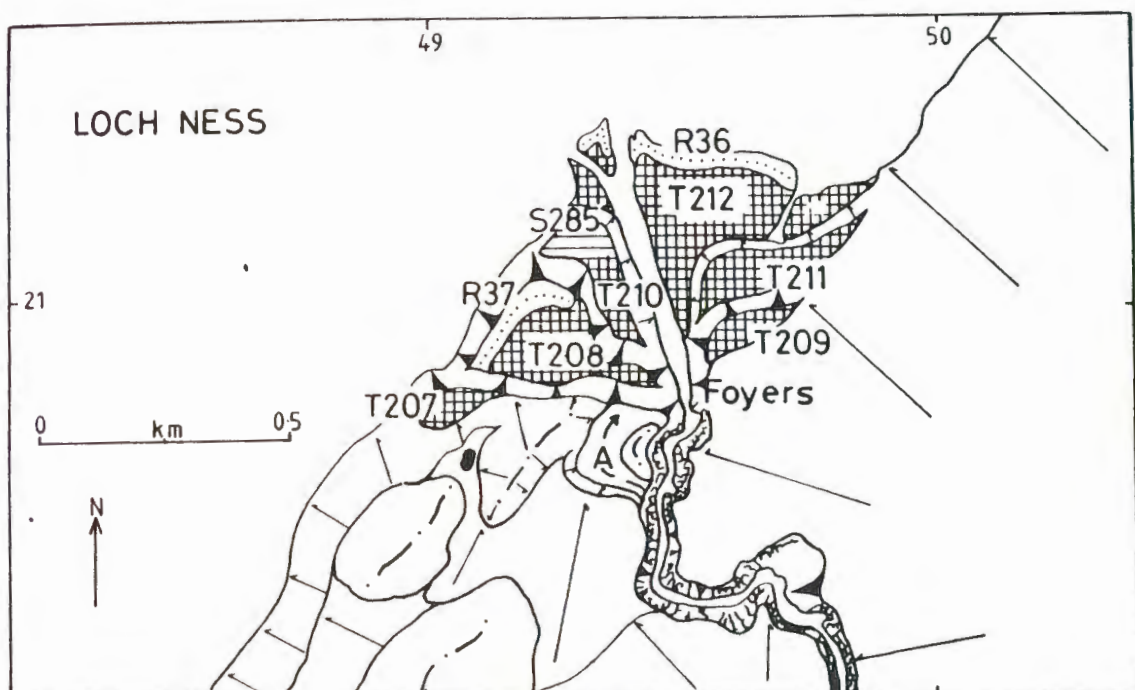 49
50
LOCH NESS
R36
T212
S285
21
R37
T210
T211
T208
T209
T207
Foyers
0
km
0·5
A
N